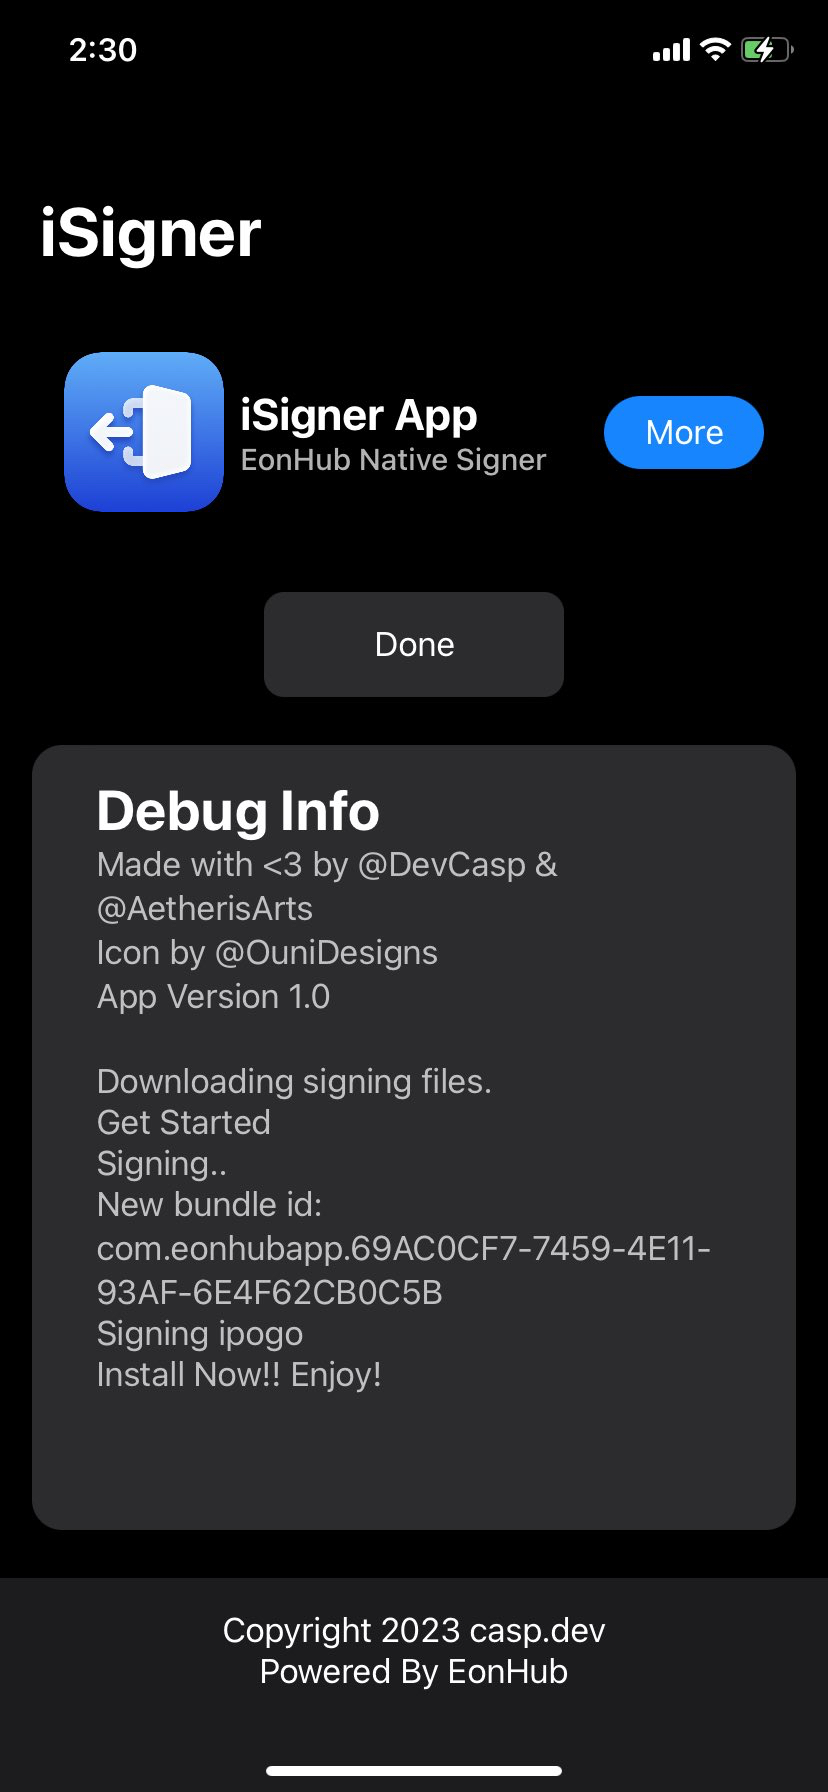 2:30
iSigner
iSigner App
EonHub Native Signer
More
Done
Debug Info
Made with <3 by @DevCasp &
@AetherisArts
Icon by @OuniDesigns
App Version 1.0
Downloading signing files.
Get Started
Signing..
New bundle id:
com.eonhubapp.69AC0CF7-7459-4E11-
93AF-6E4F62CB0C5B
Signing ipogo
Install Now!! Enjoy!
Copyright 2023 casp.dev
Powered By EonHub